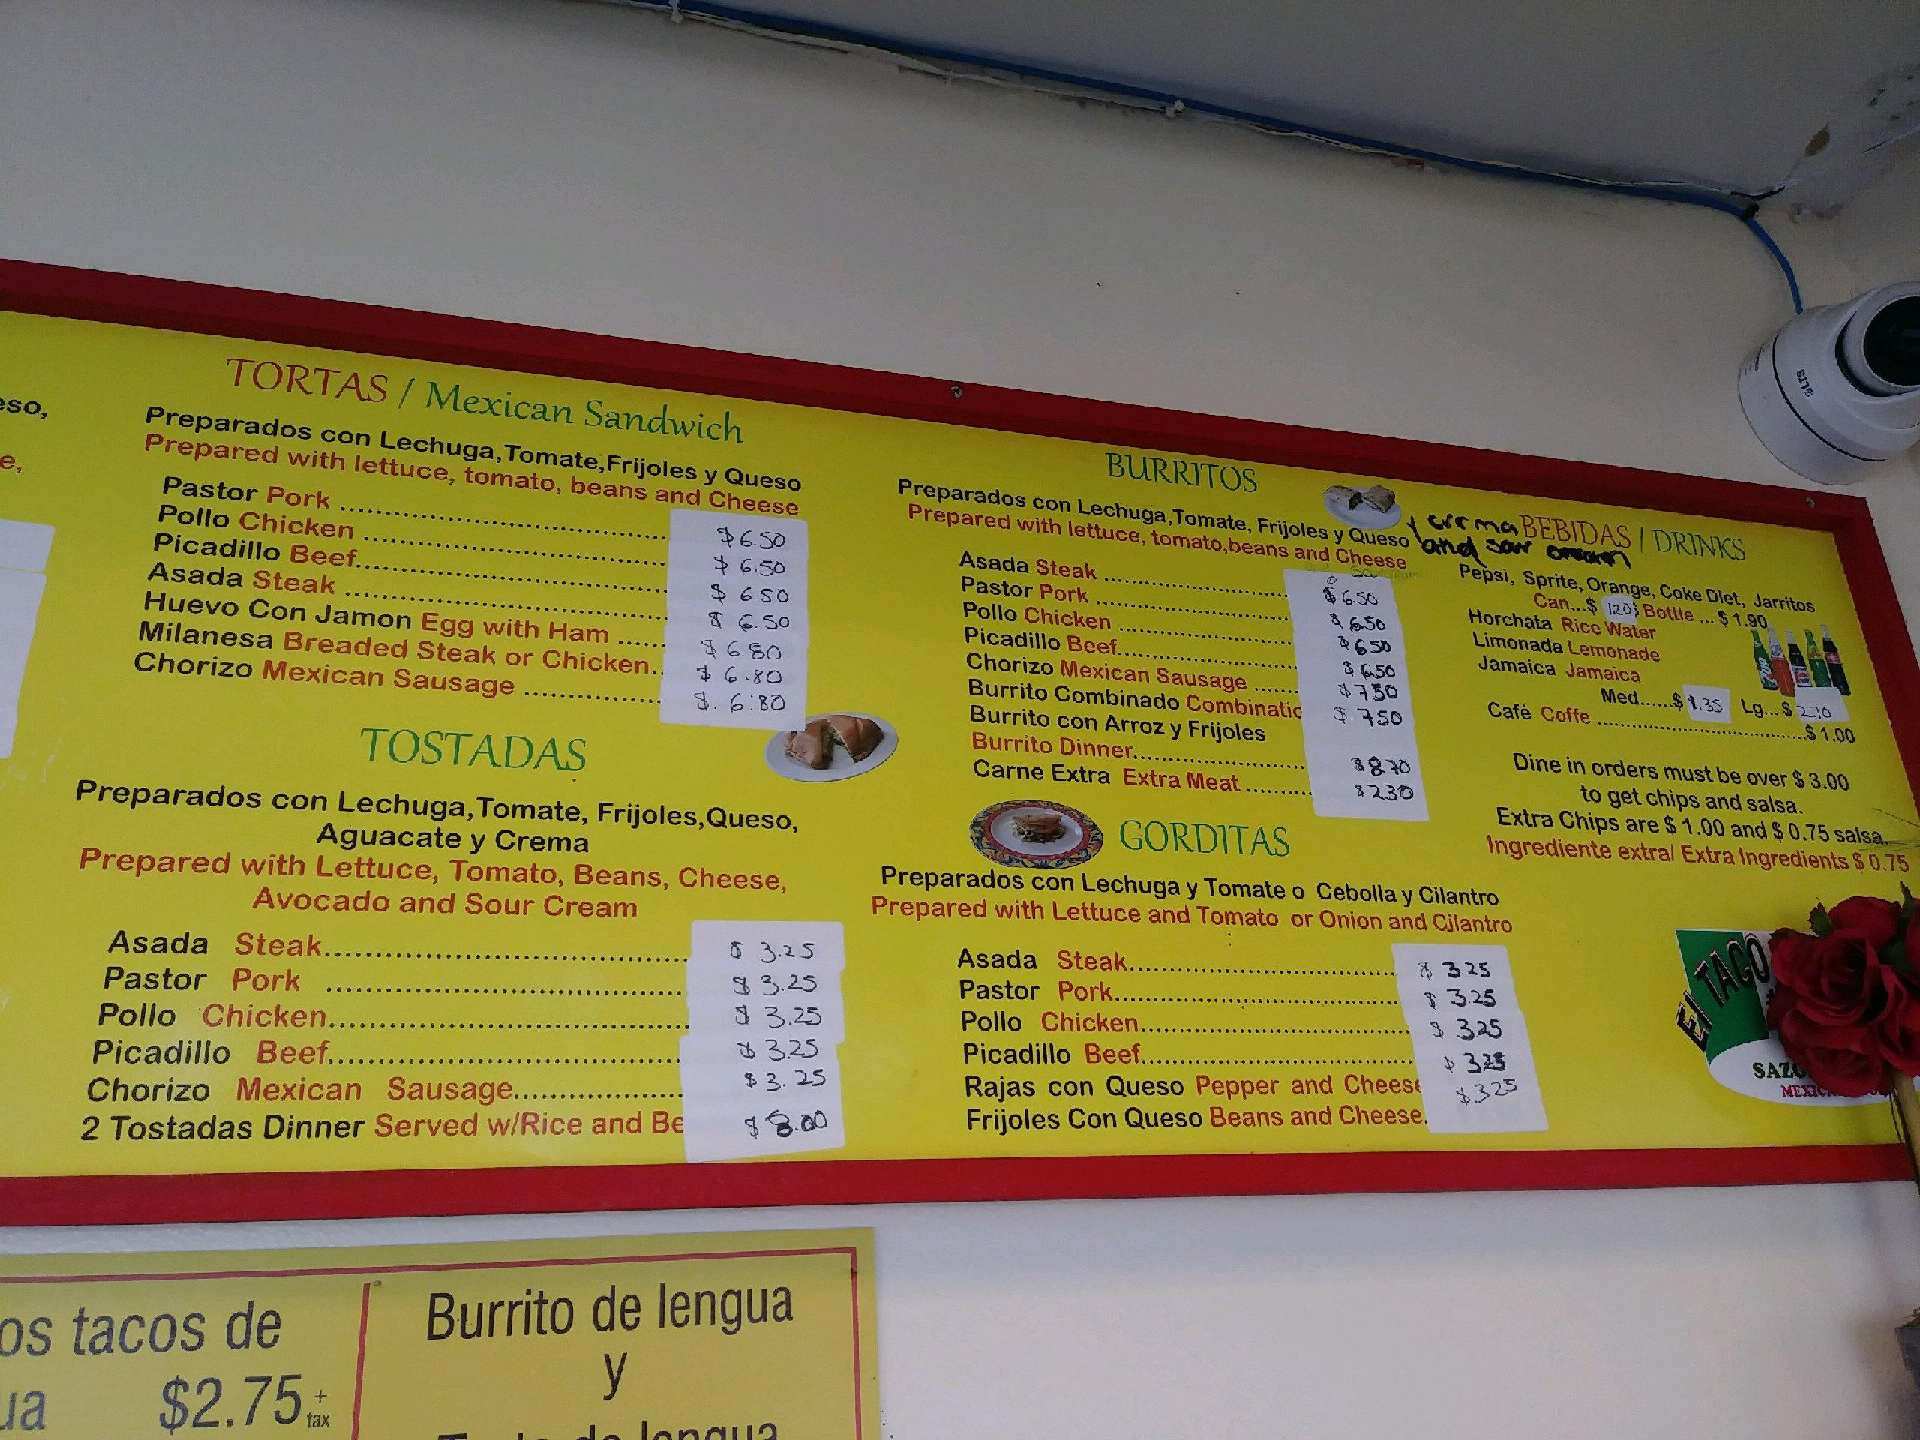 eso,
e,
TORTAS / Mexican Sandwich
Preparados con Lechuga,Tomate,Frijoles y Queso
Prepared with lettuce, tomato, beans and Cheese
Pastor Pork .......... $6.50
Pollo Chicken .......... $6.50
Picadillo Beef.......... $6.50
Asada Steak .......... $6.50
Huevo Con Jamon Egg with Ham ...... $6.80
Milanesa Breaded Steak or Chicken.. $6.80
Chorizo Mexican Sausage .......... $.6.80
TOSTADAS
Preparados con Lechuga,Tomate, Frijoles,Queso,
Aguacate y Crema
Prepared with Lettuce, Tomato, Beans, Cheese,
Avocado and Sour Cream
Asada Steak.......... $3.25
Pastor Pork .......... $3.25
Pollo Chicken.......... $3.25
Picadillo Beef.......... $3.25
Chorizo Mexican Sausage.......... $3.25
2 Tostadas Dinner Served w/Rice and Be $8.00
BURRITOS
Preparados con Lechuga,Tomate, Frijoles y Queso y crema
Prepared with lettuce, tomato,beans and Cheese and sour cream
Asada Steak .......... $6.50
Pastor Pork .......... $6.50
Pollo Chicken .......... $6.50
Picadillo Beef.......... $6.50
Chorizo Mexican Sausage ....... $7.50
Burrito Combinado Combinatio $7.50
Burrito con Arroz y Frijoles
Burrito Dinner.......... $8.70
Carne Extra Extra Meat .......... $2.30
GORDITAS
Preparados con Lechuga y Tomate o Cebolla y Cilantro
Prepared with Lettuce and Tomato or Onion and Cilantro
Asada Steak.......... $3.25
Pastor Pork.......... $3.25
Pollo Chicken.......... $3.25
Picadillo Beef.......... $3.25
Rajas con Queso Pepper and Cheese $3.25
Frijoles Con Queso Beans and Cheese.
BEBIDAS / DRINKS
Pepsi, Sprite, Orange, Coke Diet, Jarritos
Can...$ 1.20 Bottle ... $1.90
Horchata Rice Water
Limonada Lemonade
Jamaica Jamaica
Med......$1.35 Lg...$
Café Coffe ..........$1.00
Dine in orders must be over $3.00
to get chips and salsa.
Extra Chips are $1.00 and $0.75 salsa.
Ingrediente extra/ Extra Ingredients $0.75
El TACO
SAZ
MEXIC
os tacos de
ua $2.75 + tax
Burrito de lengua
y
de lengua